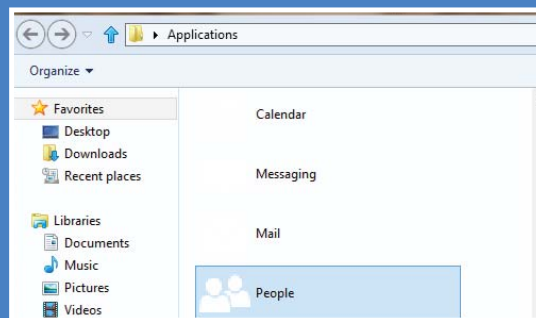 Applications
Organize
Favorites
Desktop
Downloads
Recent places
Libraries
Documents
Music
Pictures
Videos
Calendar
Messaging
Mail
People